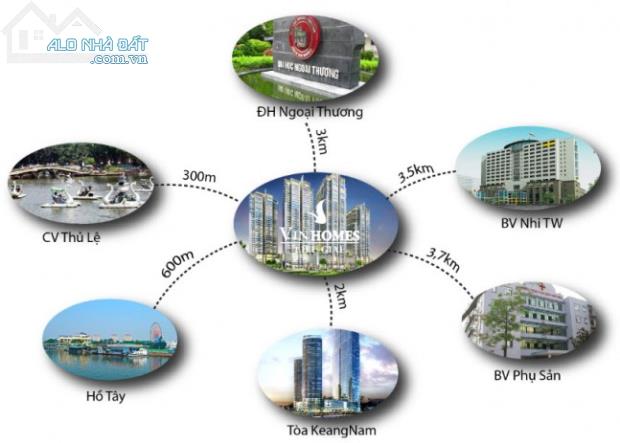 ALO NHÀ ĐẤT
.com.vn
ĐẠI HỌC NGOẠI THƯƠNG
ĐH Ngoại Thương
3km
300m
3.5km
CV Thủ Lệ
VINHOMES
BV Nhi TW
600m
2km
3,7km
Hồ Tây
Tòa KeangNam
BV Phụ Sản